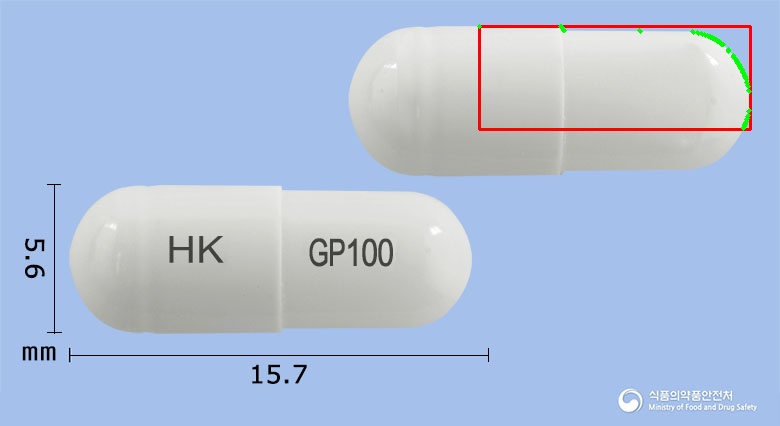 HK
GP100
5.6
mm
15.7
식품의약품안전처
Ministry of Food and Drug Safety